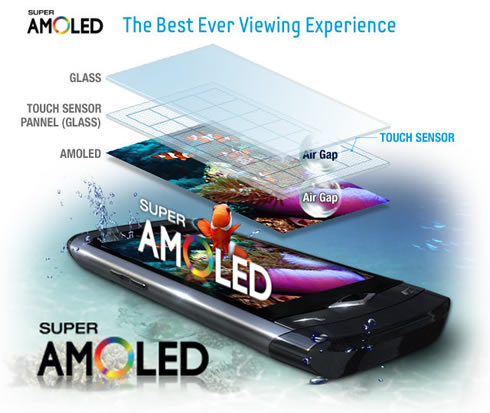 SUPER
AMOLED
The Best Ever Viewing Experience
GLASS
TOUCH SENSOR
PANNEL (GLASS)
TOUCH SENSOR
AMOLED
Air Gap
Air Gap
SUPER
AMOLED
SUPER
AMOLED